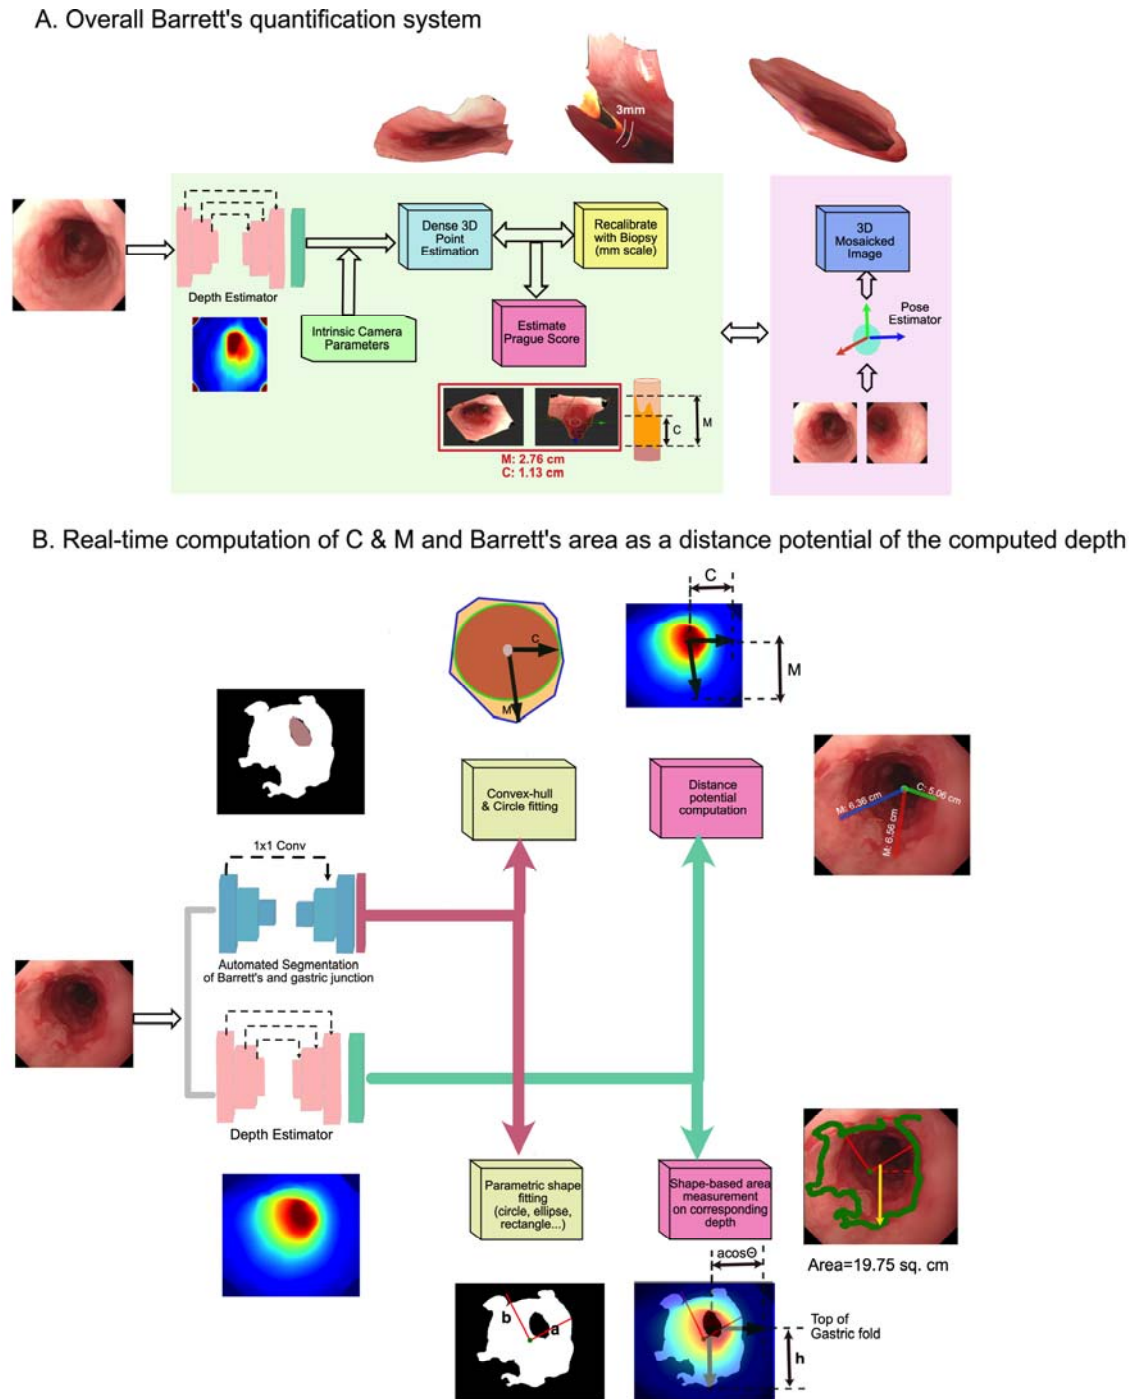 A. Overall Barrett's quantification system
3mm
Depth Estimator
Dense 3D
Point
Estimation
Recalibrate
with Biopsy
(mm scale)
3D
Mosaicked
Image
Intrinsic Camera
Parameters
Estimate
Prague Score
Pose
Estimator
C
M
M: 2.76 cm
C: 1.13 cm
B. Real-time computation of C & M and Barrett's area as a distance potential of the computed depth
C
C
M
M
Convex-hull
& Circle fitting
Distance
potential
computation
M: 6.36 cm
C: 5.06 cm
M: 6.56 cm
1x1 Conv
Automated Segmentation
of Barrett's and gastric junction
Depth Estimator
Parametric shape
fitting
(circle, ellipse,
rectangle...)
Shape-based area
measurement
on corresponding
depth
Area=19.75 sq. cm
acosΘ
b
a
Top of
Gastric fold
h